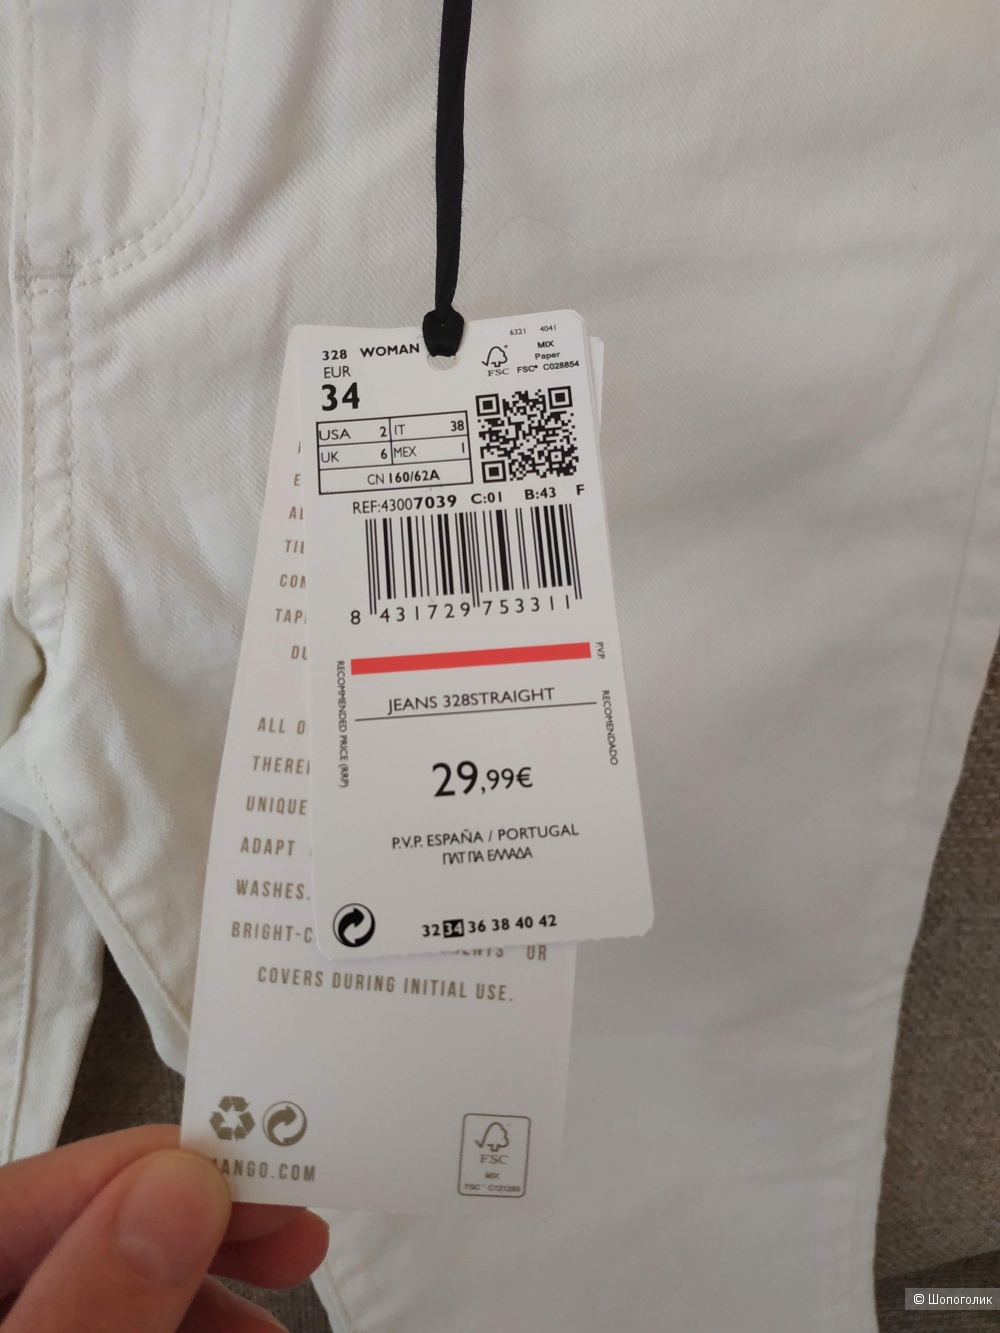 6321 4041
328 WOMAN
EUR
34
FSC
MIX
Paper
FSC® C028854
USA 2 IT 38
UK 6 MEX 1
CN 160/62A
REF:43007039 C:01 B:43 F
8 431729 753311
P.V.P. RECOMENDADO
RECOMMENDED PRICE (RRP)
JEANS 328STRAIGHT
29,99€
P.V.P. ESPAÑA / PORTUGAL
ΠΛΤ ΓΙΑ ΕΛΛΑΔΑ
32 34 36 38 40 42
ALL O
UNIQUE
ADAPT
WASHES.
BRIGHT-C
OR
COVERS DURING INITIAL USE.
MANGO.COM
FSC
MIX
© Шопоголик